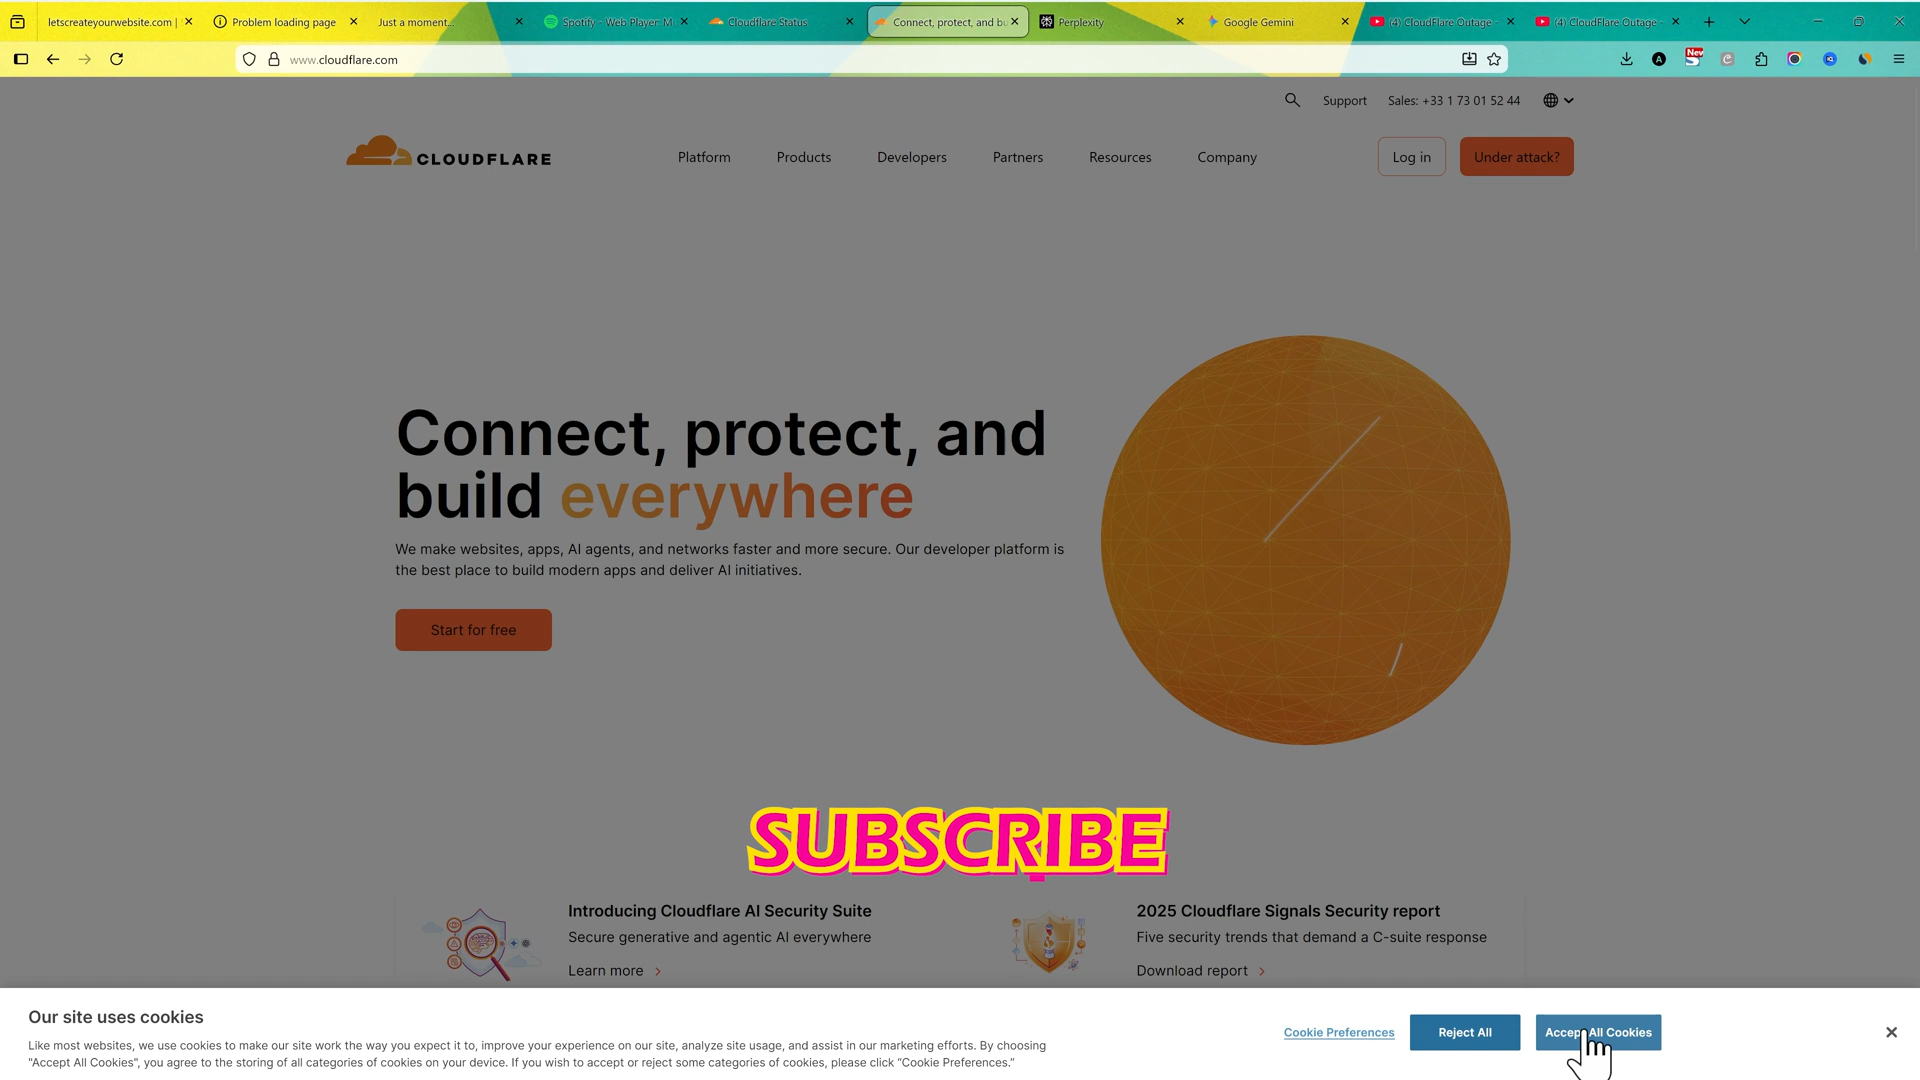 letscreateyourwebsite.com |
Problem loading page
Just a moment...
Spotify - Web Player: M
Cloudflare Status
Connect, protect, and bu
Perplexity
Google Gemini
(4) CloudFlare Outage -
(4) CloudFlare Outage -
www.cloudflare.com
A
New
Support
Sales: +33 1 73 01 52 44
CLOUDFLARE
Platform
Products
Developers
Partners
Resources
Company
Log in
Under attack?
Connect, protect, and
build everywhere
We make websites, apps, AI agents, and networks faster and more secure. Our developer platform is
the best place to build modern apps and deliver AI initiatives.
Start for free
SUBSCRIBE
Introducing Cloudflare AI Security Suite
Secure generative and agentic AI everywhere
Learn more
2025 Cloudflare Signals Security report
Five security trends that demand a C-suite response
Download report
Our site uses cookies
Like most websites, we use cookies to make our site work the way you expect it to, improve your experience on our site, analyze site usage, and assist in our marketing efforts. By choosing
"Accept All Cookies", you agree to the storing of all categories of cookies on your device. If you wish to accept or reject some categories of cookies, please click “Cookie Preferences.”
Cookie Preferences
Reject All
Accept All Cookies